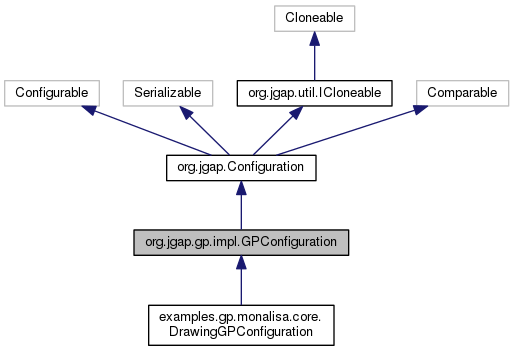 Cloneable
Configurable
Serializable
org.jgap.util.ICloneable
Comparable
org.jgap.Configuration
org.jgap.gp.impl.GPConfiguration
examples.gp.monalisa.core.
DrawingGPConfiguration